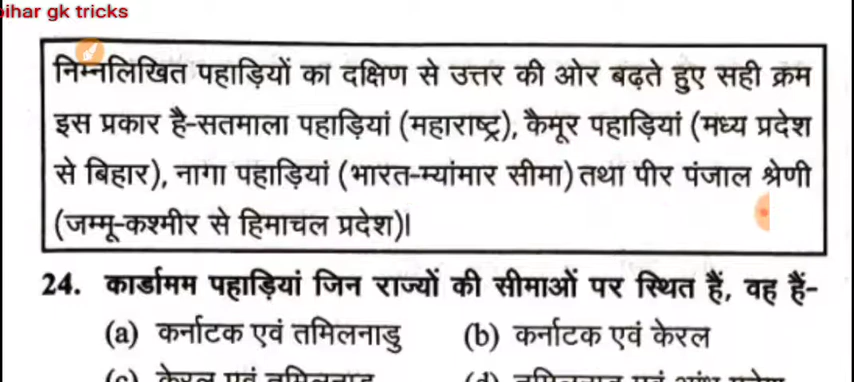 ihar gk tricks
निम्नलिखित पहाड़ियों का दक्षिण से उत्तर की ओर बढ़ते हुए सही क्रम
इस प्रकार है-सतमाला पहाड़ियां (महाराष्ट्र), कैमूर पहाड़ियां (मध्य प्रदेश
से बिहार), नागा पहाड़ियां (भारत-म्यांमार सीमा) तथा पीर पंजाल श्रेणी
(जम्मू-कश्मीर से हिमाचल प्रदेश)।
24. कार्डामम पहाड़ियां जिन राज्यों की सीमाओं पर स्थित हैं, वह हैं-
(a) कर्नाटक एवं तमिलनाडु (b) कर्नाटक एवं केरल